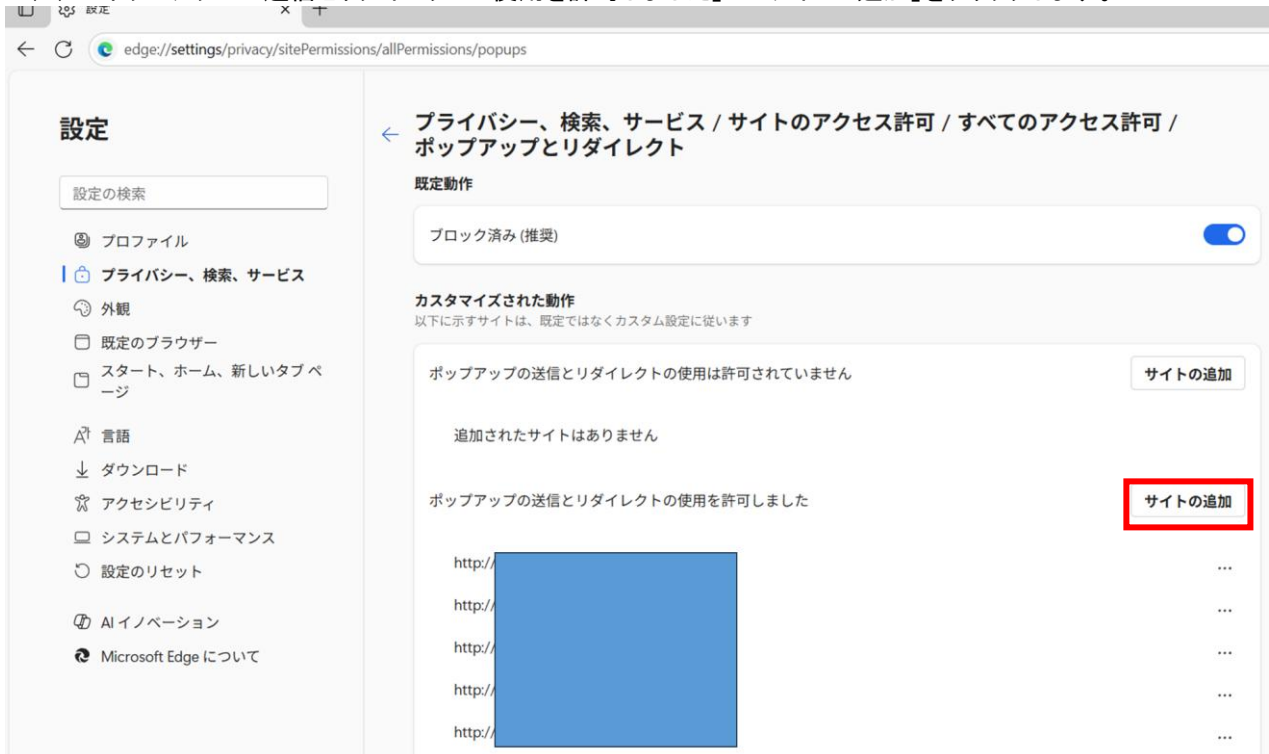 設定
edge://settings/privacy/sitePermissions/allPermissions/popups
設定
プライバシー、検索、サービス / サイトのアクセス許可 / すべてのアクセス許可 /
ポップアップとリダイレクト
設定の検索
プロファイル
プライバシー、検索、サービス
外観
既定のブラウザー
スタート、ホーム、新しいタブ ペ
ージ
言語
ダウンロード
アクセシビリティ
システムとパフォーマンス
設定のリセット
AI イノベーション
Microsoft Edge について
既定動作
ブロック済み (推奨)
カスタマイズされた動作
以下に示すサイトは、既定ではなくカスタム設定に従います
ポップアップの送信とリダイレクトの使用は許可されていません
サイトの追加
追加されたサイトはありません
ポップアップの送信とリダイレクトの使用を許可しました
サイトの追加
http://
http://
http://
http://
http://